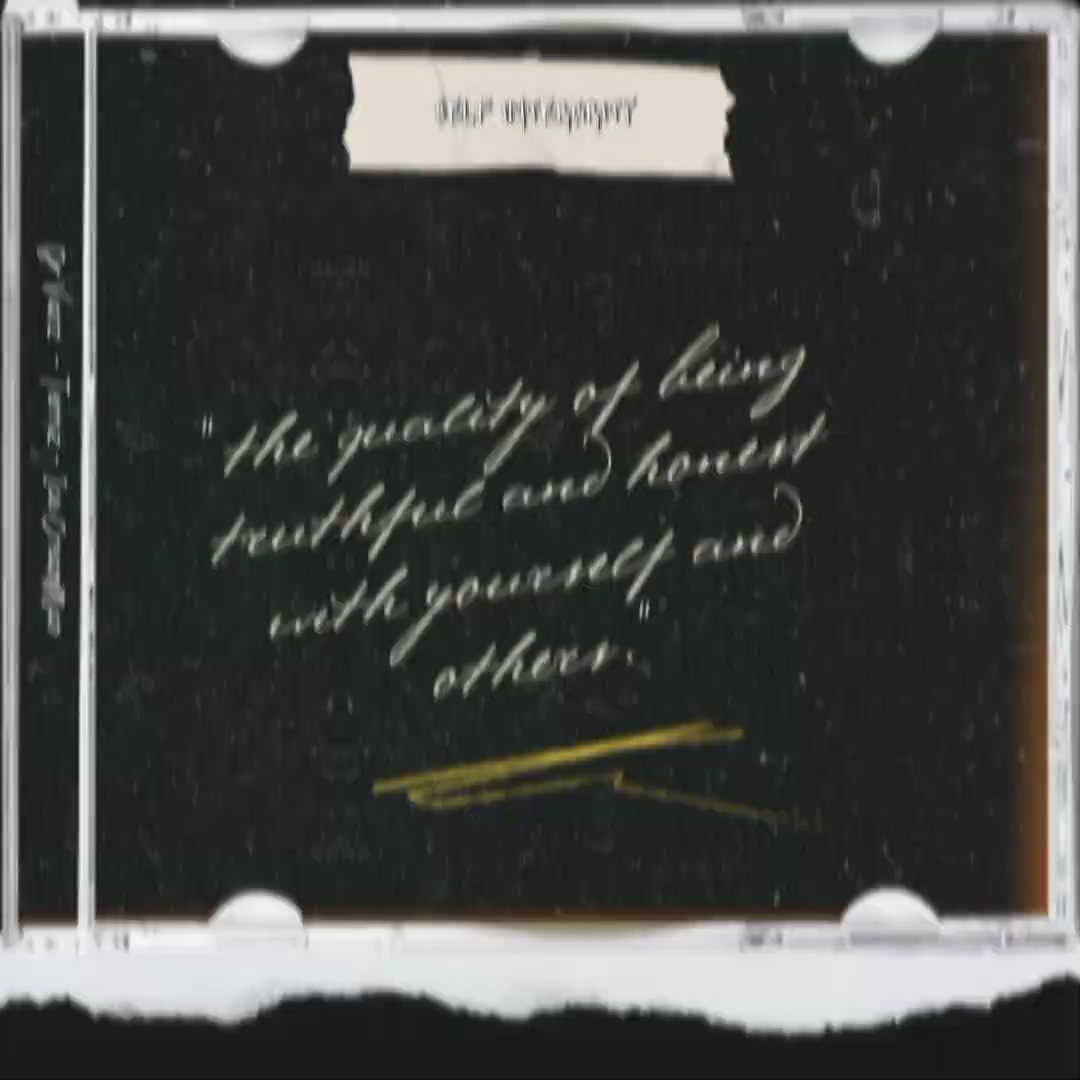 "the quality of being
truthful and honest
with yourself and
others."